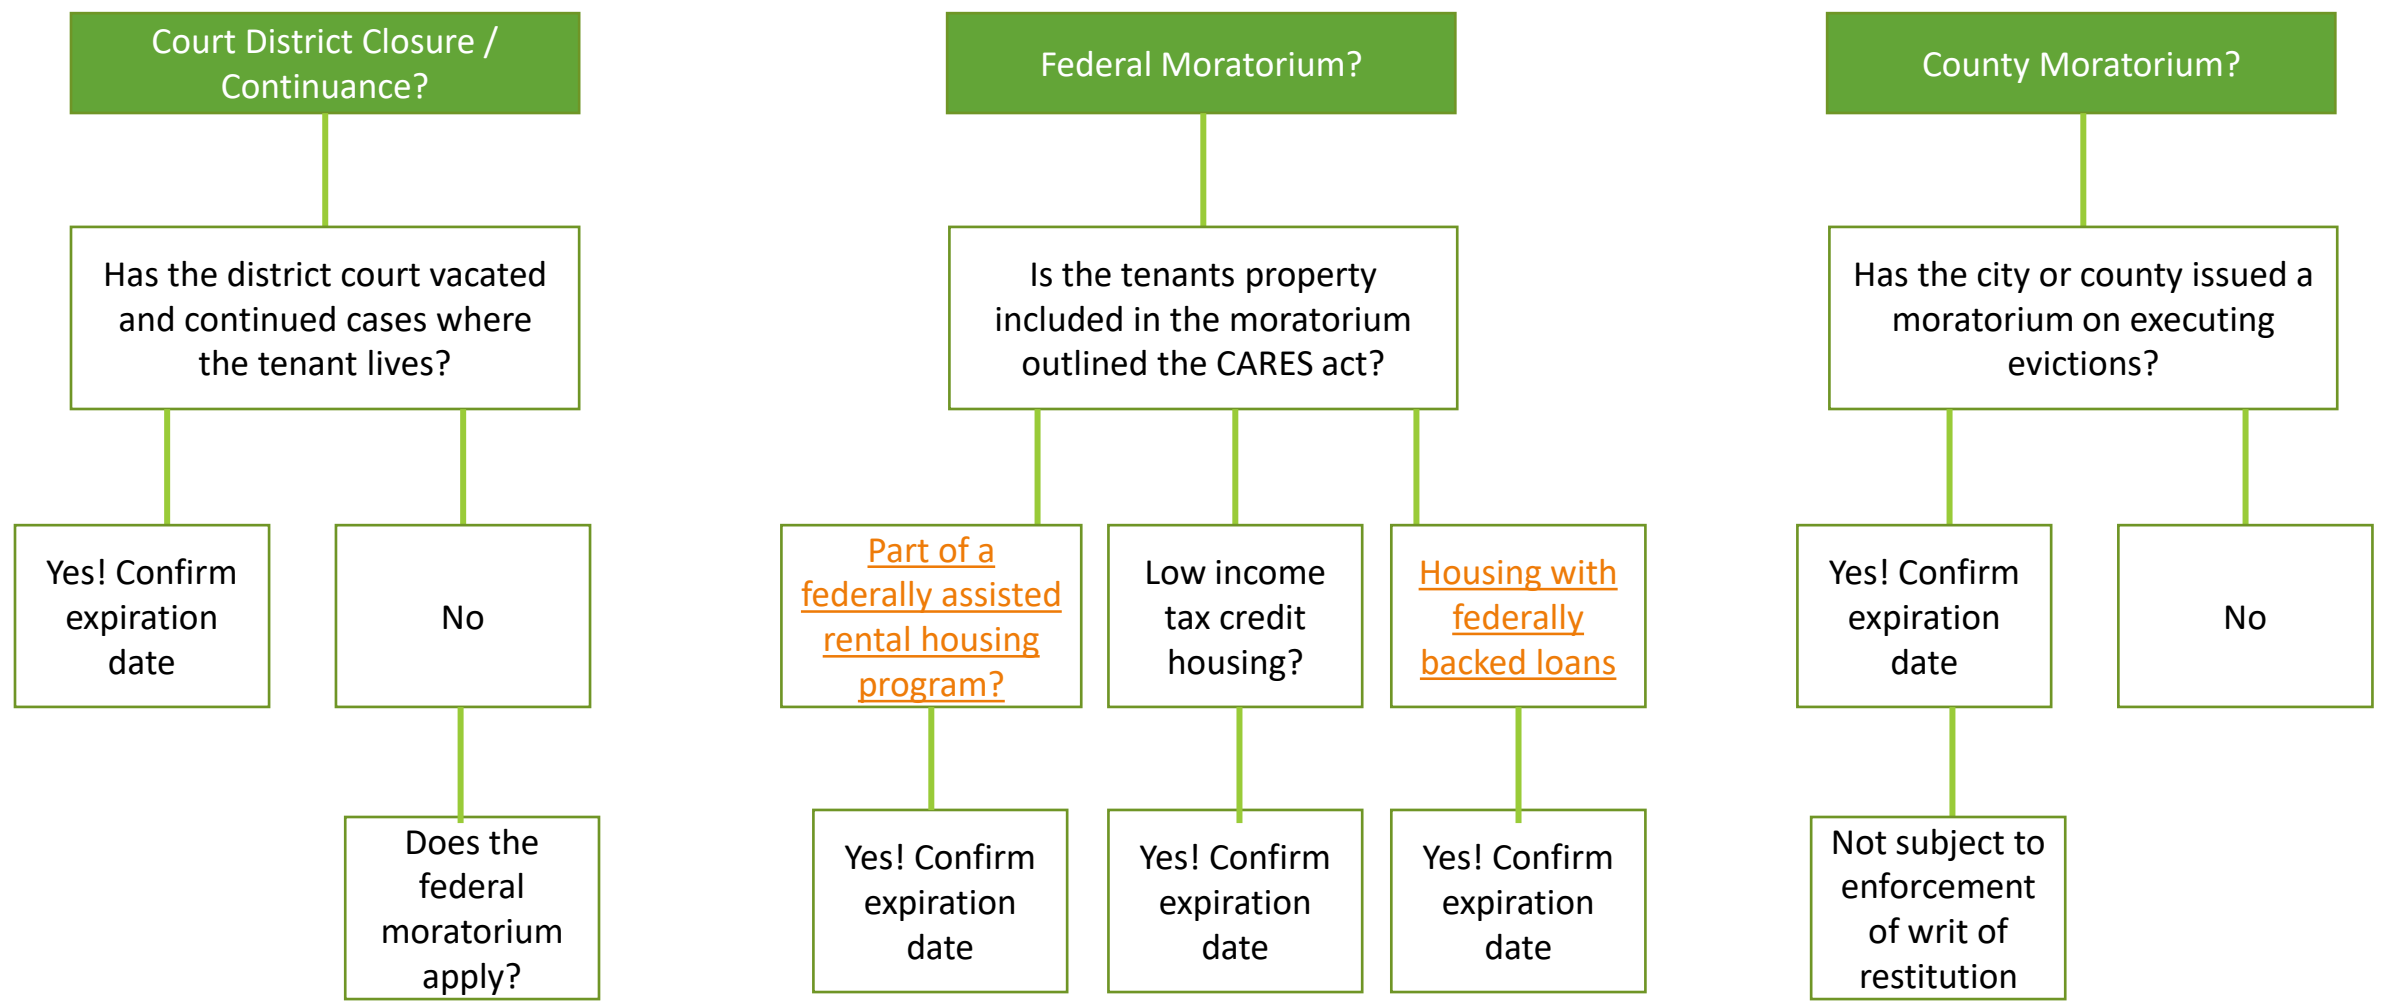 Court District Closure /
Continuance?
Has the district court vacated
and continued cases where
the tenant lives?
Yes! Confirm
expiration
date
No
Does the
federal
moratorium
apply?
Federal Moratorium?
Is the tenants property
included in the moratorium
outlined the CARES act?
Part of a
federally assisted
rental housing
program?
Low income
tax credit
housing?
Housing with
federally
backed loans
Yes! Confirm
expiration
date
Yes! Confirm
expiration
date
Yes! Confirm
expiration
date
County Moratorium?
Has the city or county issued a
moratorium on executing
evictions?
Yes! Confirm
expiration
date
No
Not subject to
enforcement
of writ of
restitution